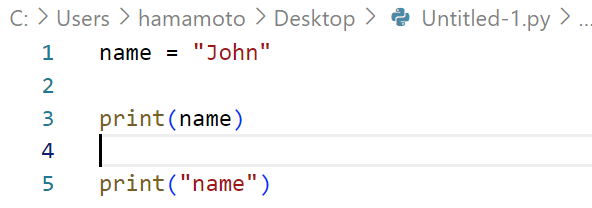 C: > Users > hamamoto > Desktop > Untitled-1.py > ...
1 name = "John"
2
3 print(name)
4
5 print("name")